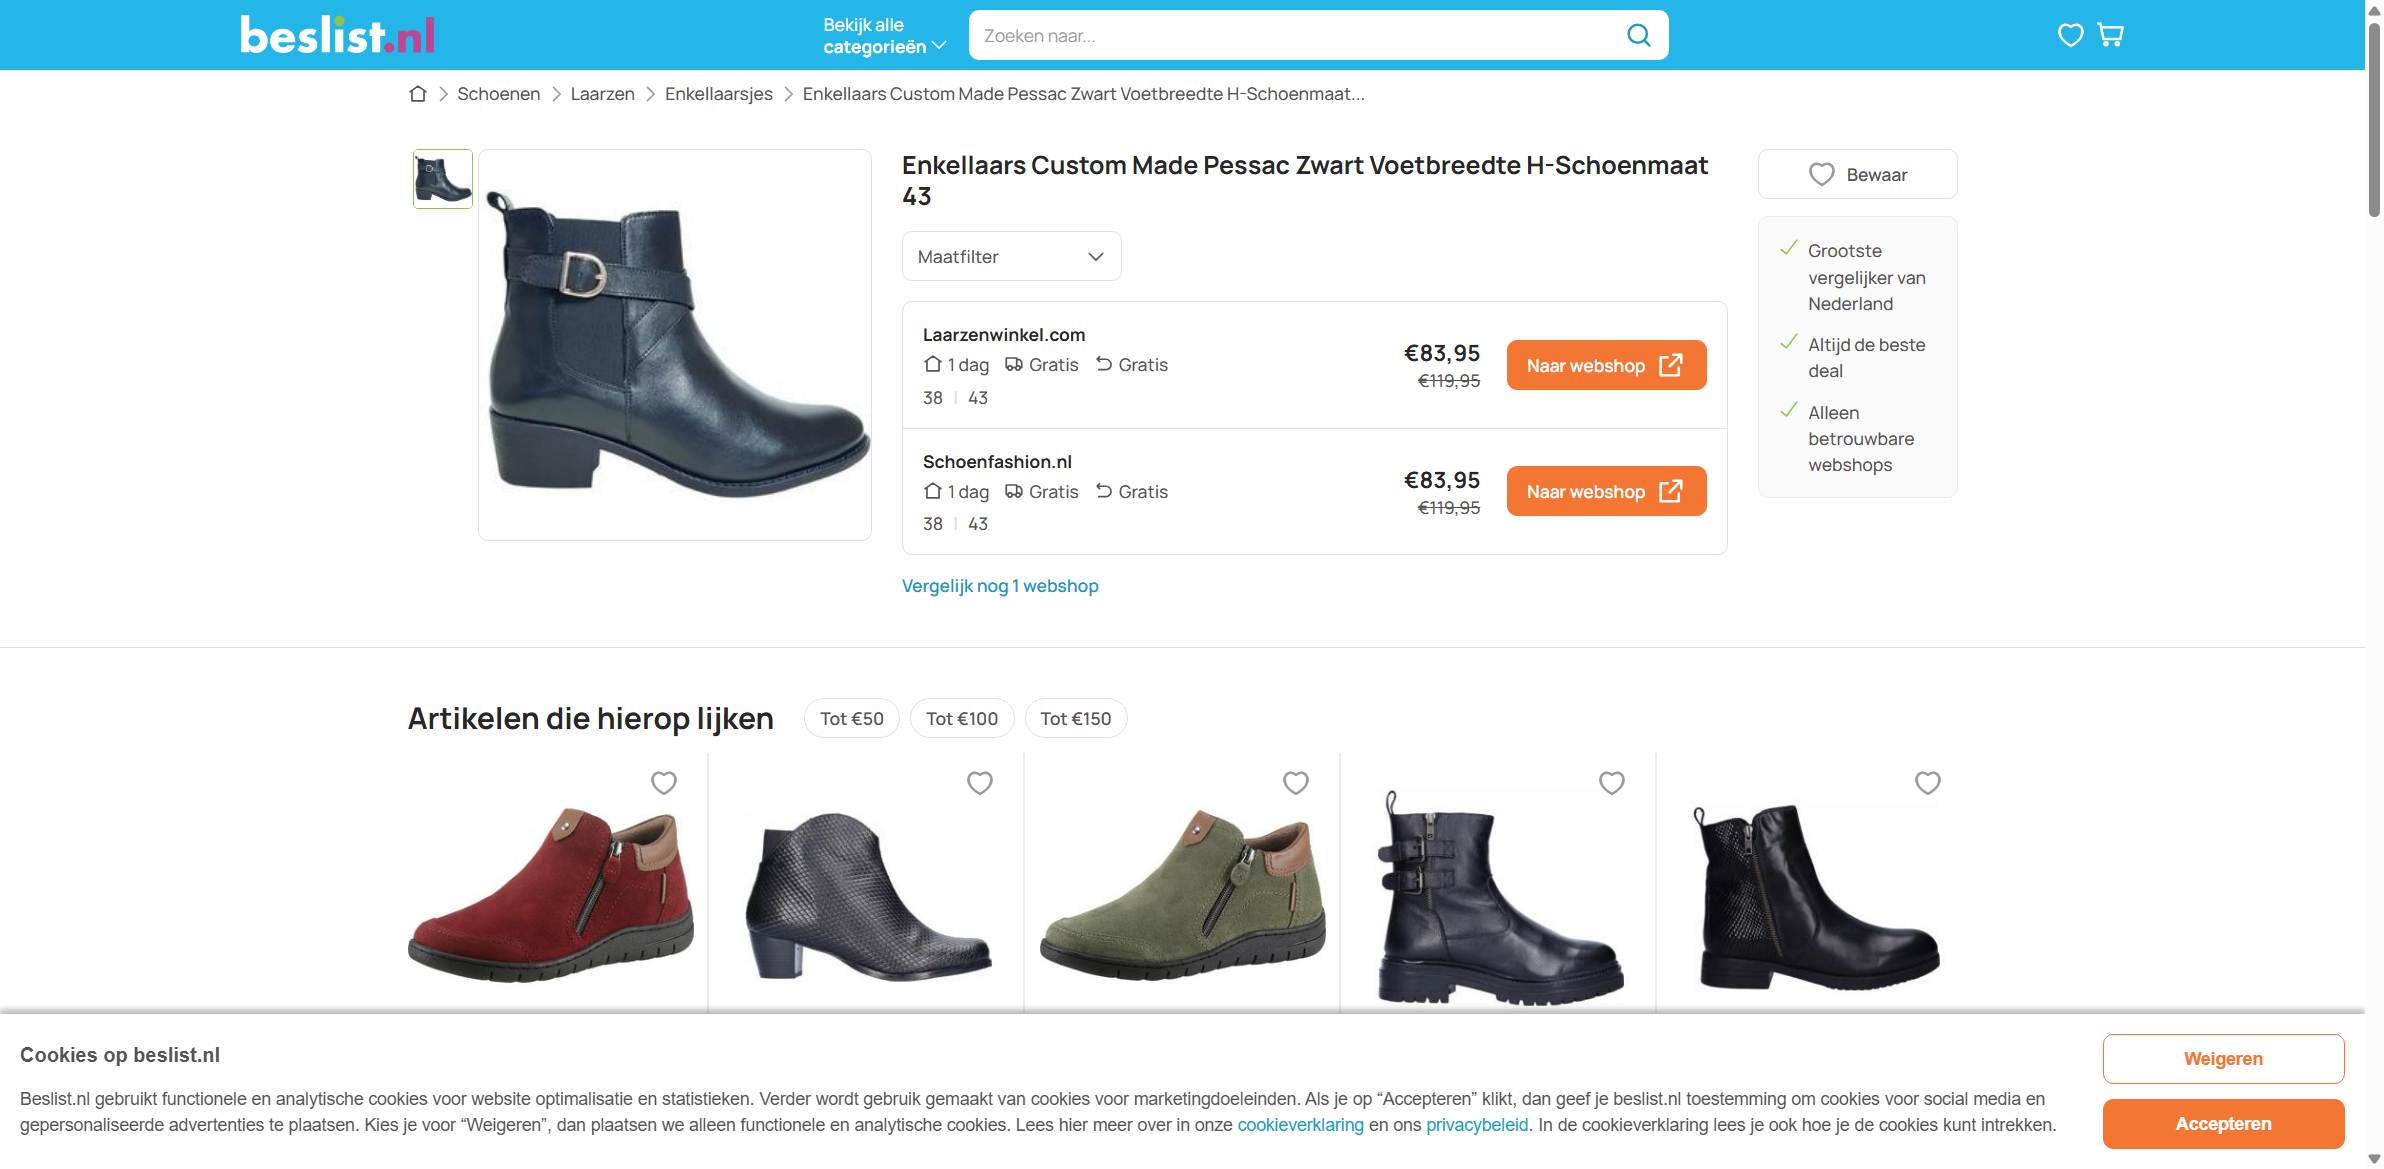 beslist.nl
Bekijk alle
categorieën
Zoeken naar...
Schoenen
Laarzen
Enkellaarsjes
Enkellaars Custom Made Pessac Zwart Voetbreedte H-Schoenmaat...
Enkellaars Custom Made Pessac Zwart Voetbreedte H-Schoenmaat
43
Maatfilter
Laarzenwinkel.com
1 dag Gratis Gratis
38 | 43
€83,95
€119,95
Naar webshop
Schoenfashion.nl
1 dag Gratis Gratis
38 | 43
€83,95
€119,95
Naar webshop
Vergelijk nog 1 webshop
Bewaar
Grootste
vergelijker van
Nederland
Altijd de beste
deal
Alleen
betrouwbare
webshops
Artikelen die hierop lijken
Tot €50
Tot €100
Tot €150
Cookies op beslist.nl
Beslist.nl gebruikt functionele en analytische cookies voor website optimalisatie en statistieken. Verder wordt gebruik gemaakt van cookies voor marketingdoeleinden. Als je op “Accepteren” klikt, dan geef je beslist.nl toestemming om cookies voor social media en
gepersonaliseerde advertenties te plaatsen. Kies je voor “Weigeren”, dan plaatsen we alleen functionele en analytische cookies. Lees hier meer over in onze cookieverklaring en ons privacybeleid. In de cookieverklaring lees je ook hoe je de cookies kunt intrekken.
Weigeren
Accepteren